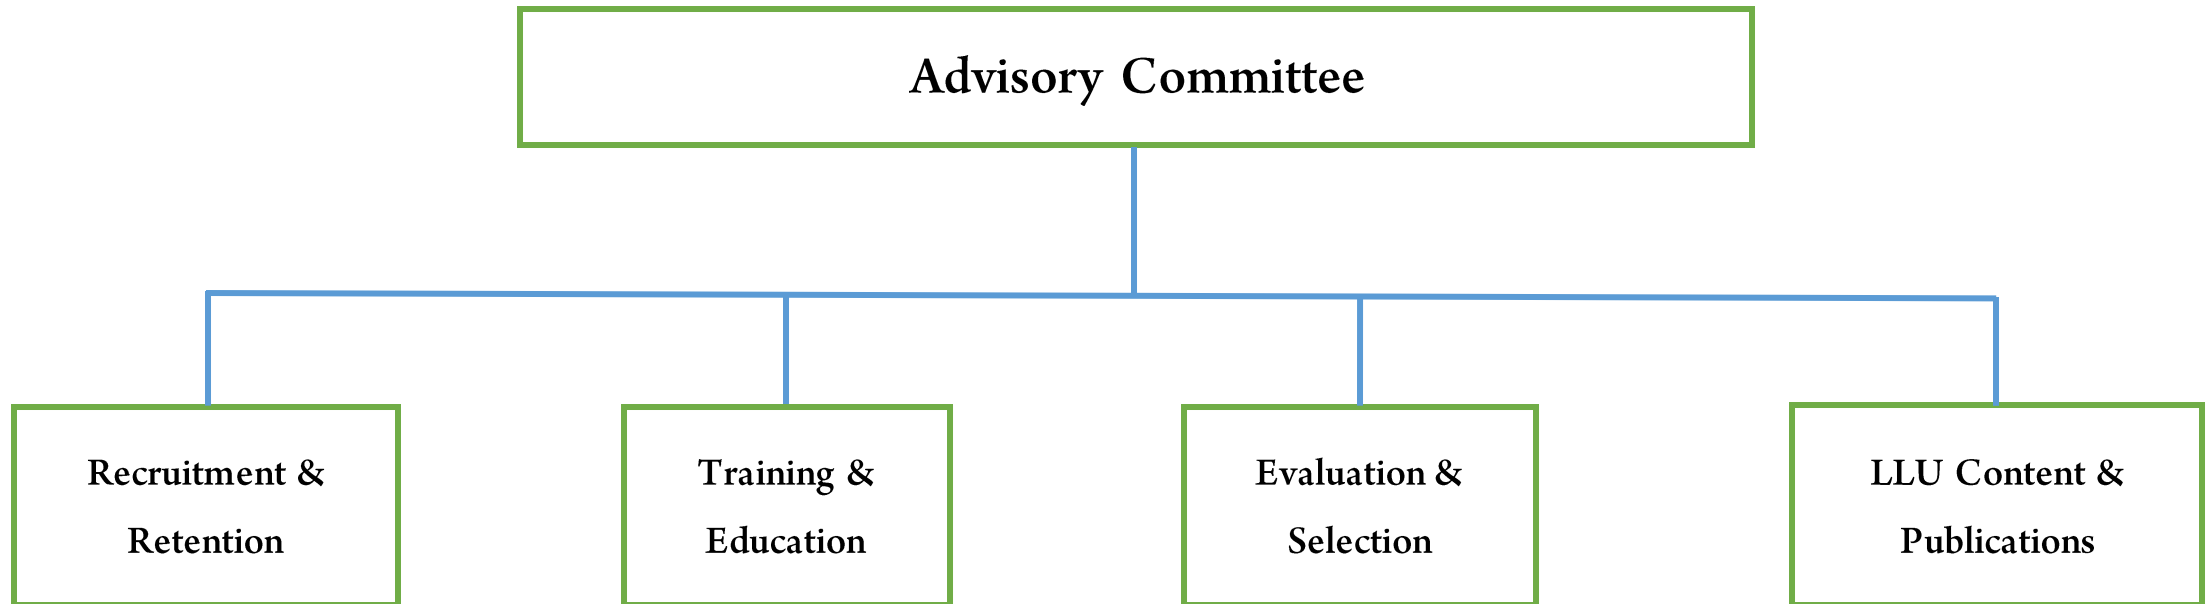 Advisory Committee
Recruitment &
Retention
Training &
Education
Evaluation &
Selection
LLU Content &
Publications